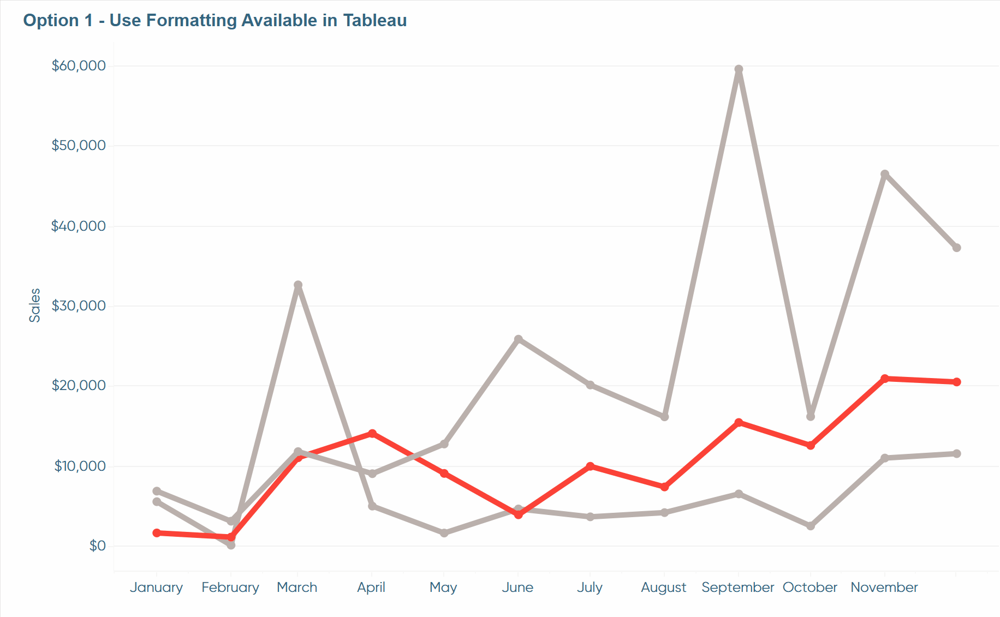 Option 1 - Use Formatting Available in Tableau
$60,000
$50,000
$40,000
$30,000
$20,000
$10,000
$0
Sales
January February March April May June July August September October November